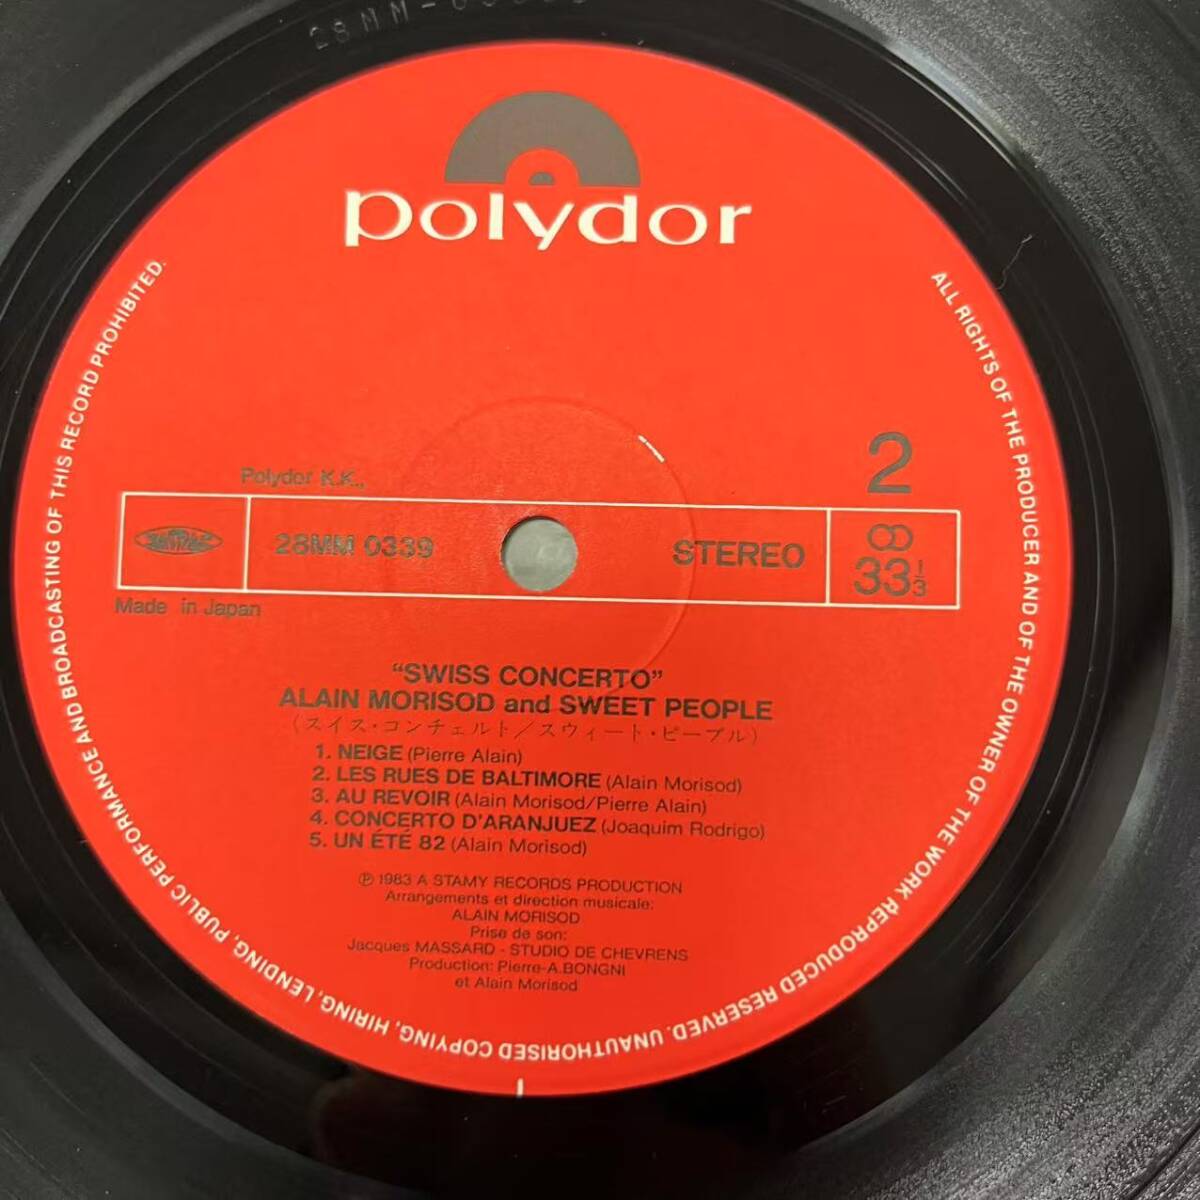 polydor
2
Polydor K.K.,
28MM 0339
STEREO
33 1/3
Made in Japan
"SWISS CONCERTO"
ALAIN MORISOD and SWEET PEOPLE
(スイス・コンチェルト/スウィート・ピープル)
1. NEIGE (Pierre Alain)
2. LES RUES DE BALTIMORE (Alain Morisod)
3. AU REVOIR (Alain Morisod/Pierre Alain)
4. CONCERTO D'ARANJUEZ (Joaquim Rodrigo)
5. UN ÉTÉ 82 (Alain Morisod)
℗ 1983 A STAMY RECORDS PRODUCTION
Arrangements et direction musicale:
ALAIN MORISOD
Prise de son:
Jacques MASSARD - STUDIO DE CHEVRENS
Production: Pierre-A.BONGNI
et Alain Morisod
ALL RIGHTS OF THE PRODUCER AND OF THE OWNER OF THE WORK REPRODUCED RESERVED. UNAUTHORISED COPYING, HIRING, LENDING, PUBLIC PERFORMANCE AND BROADCASTING OF THIS RECORD PROHIBITED.